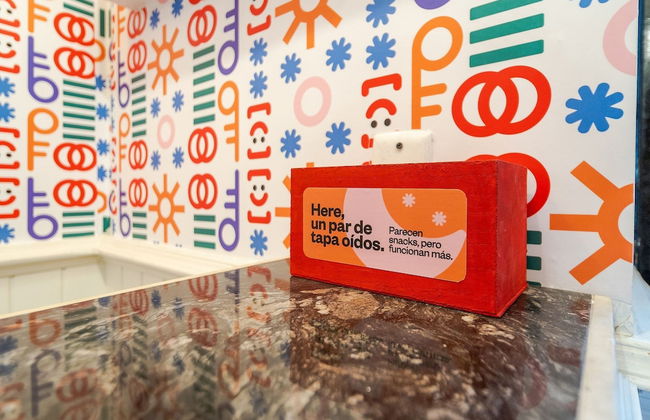 Here,
un par de
tapa oídos.
Parecen
snacks, pero
funcionan más.